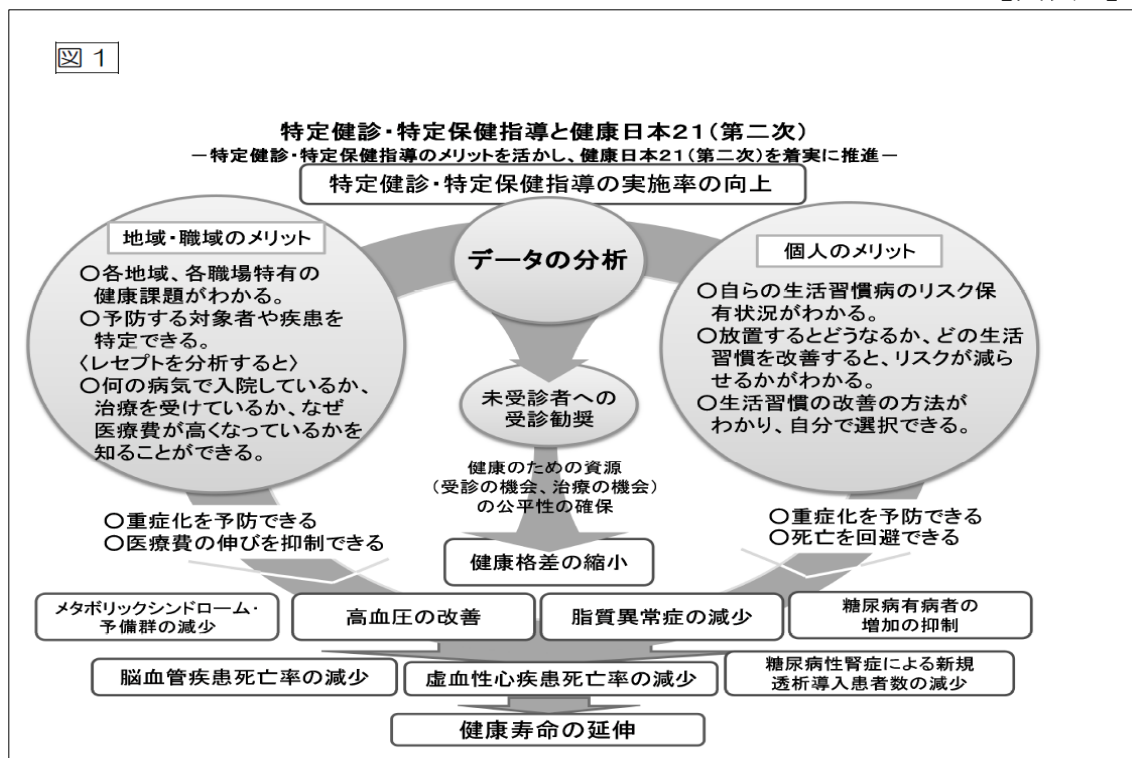 図1
特定健診・特定保健指導と健康日本21(第二次)
－特定健診・特定保健指導のメリットを活かし、健康日本21(第二次)を着実に推進－
特定健診・特定保健指導の実施率の向上
地域・職域のメリット
○各地域、各職場特有の
健康課題がわかる。
○予防する対象者や疾患を
特定できる。
〈レセプトを分析すると〉
○何の病気で入院しているか、
治療を受けているか、なぜ
医療費が高くなっているかを
知ることができる。
データの分析
未受診者への
受診勧奨
健康のための資源
(受診の機会、治療の機会)
の公平性の確保
健康格差の縮小
個人のメリット
○自らの生活習慣病のリスク保
有状況がわかる。
○放置するとどうなるか、どの生活
習慣を改善すると、リスクが減ら
せるかがわかる。
○生活習慣の改善の方法が
わかり、自分で選択できる。
○重症化を予防できる
○医療費の伸びを抑制できる
○重症化を予防できる
○死亡を回避できる
メタボリックシンドローム・
予備群の減少
高血圧の改善
脂質異常症の減少
糖尿病有病者の
増加の抑制
脳血管疾患死亡率の減少
虚血性心疾患死亡率の減少
糖尿病性腎症による新規
透析導入患者数の減少
健康寿命の延伸